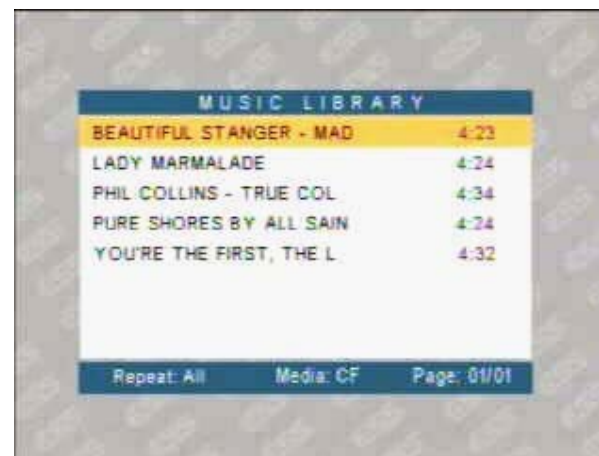 MUSIC LIBRARY
BEAUTIFUL STANGER - MAD 4:23
LADY MARMALADE 4:24
PHIL COLLINS - TRUE COL 4:34
PURE SHORES BY ALL SAIN 4:24
YOU'RE THE FIRST, THE L 4:32
Repeat: All Media: CF Page: 01/01